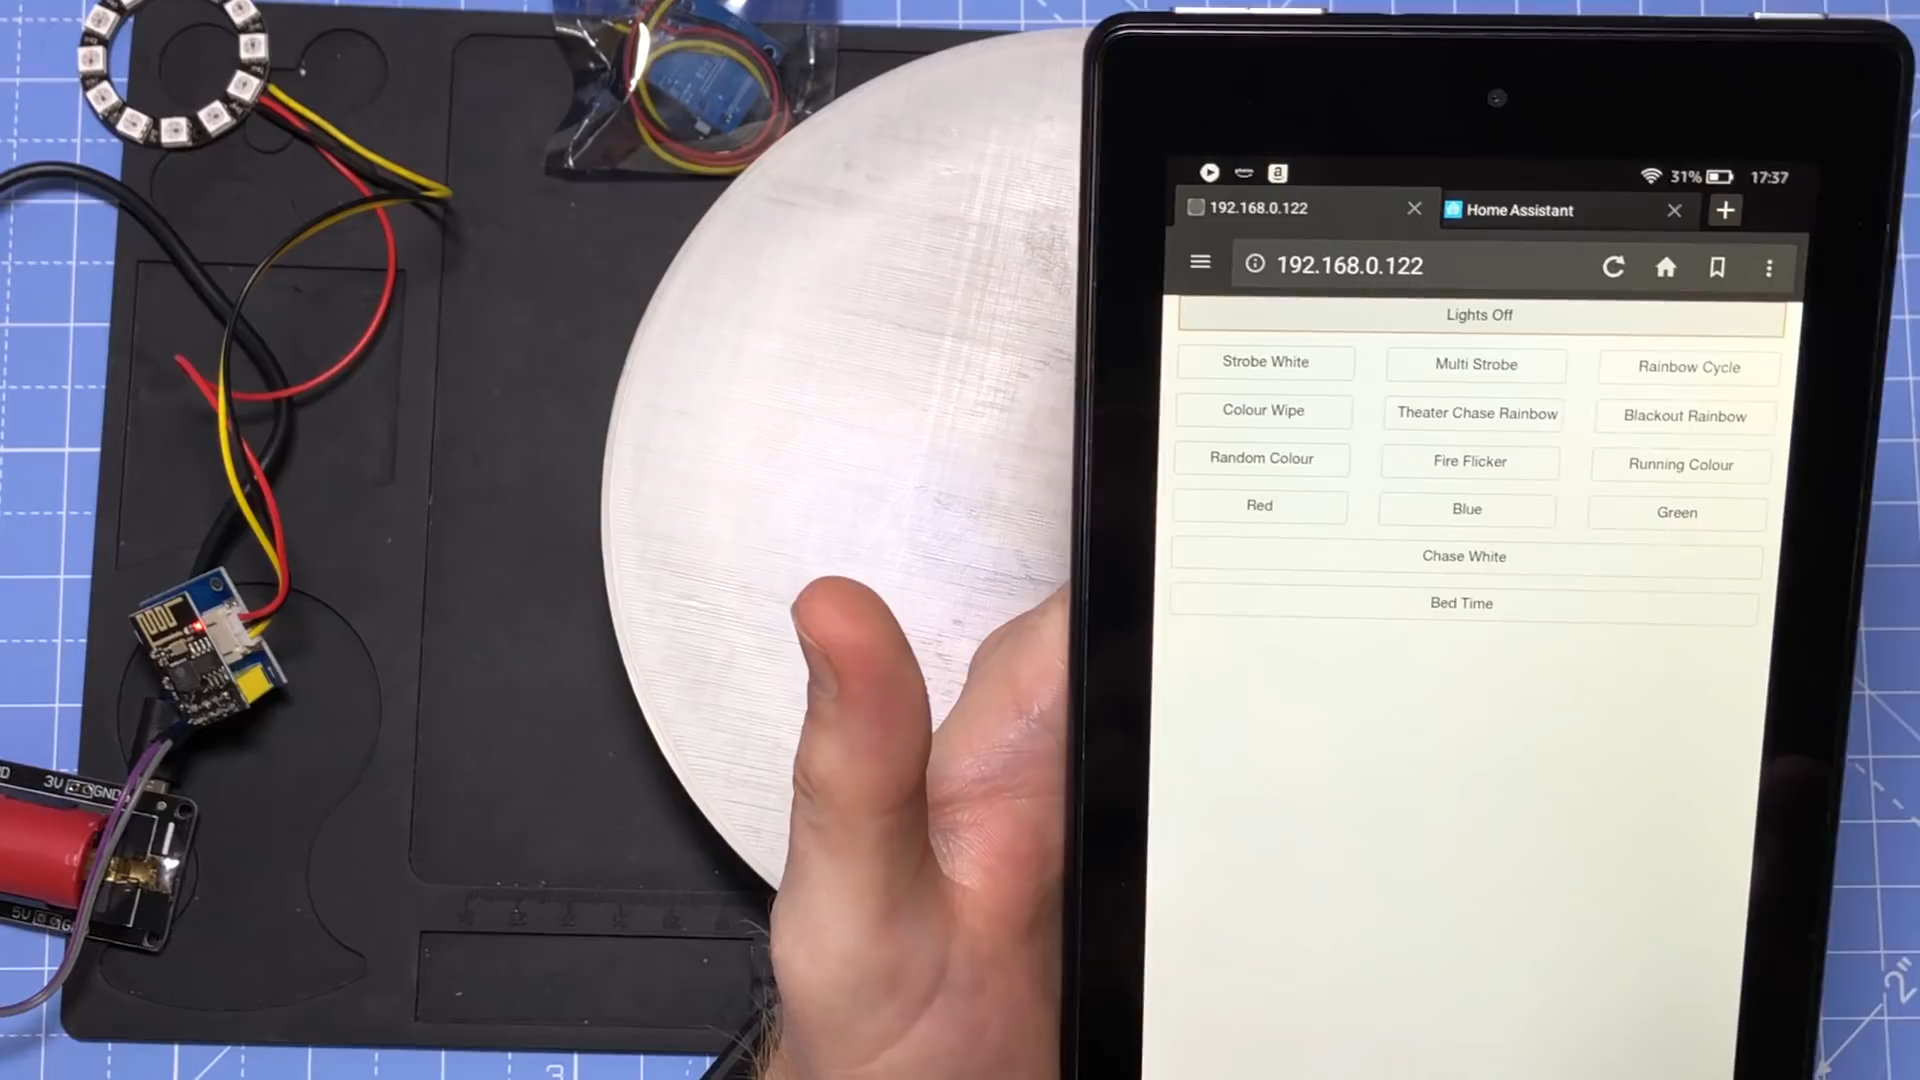 31% 17:37
192.168.0.122
Home Assistant
192.168.0.122
Lights Off
Strobe White
Multi Strobe
Rainbow Cycle
Colour Wipe
Theater Chase Rainbow
Blackout Rainbow
Random Colour
Fire Flicker
Running Colour
Red
Blue
Green
Chase White
Bed Time
3V GND
5V
3
2"